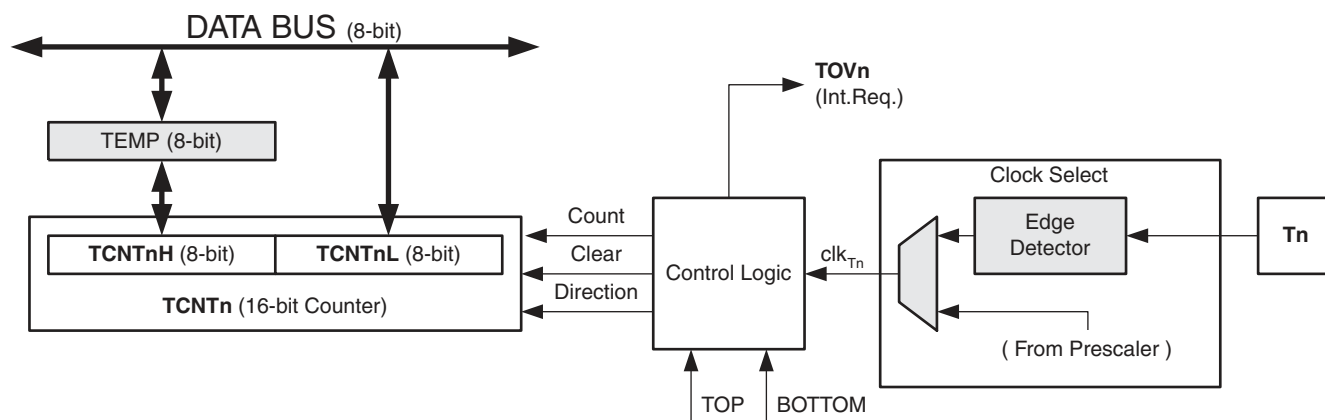 DATA BUS (8-bit)
TOVn
(Int.Req.)
TEMP (8-bit)
Clock Select
Count
TCNTnH (8-bit)
TCNTnL (8-bit)
Clear
Control Logic
clkTn
Edge
Detector
Tn
TCNTn (16-bit Counter)
Direction
( From Prescaler )
TOP
BOTTOM